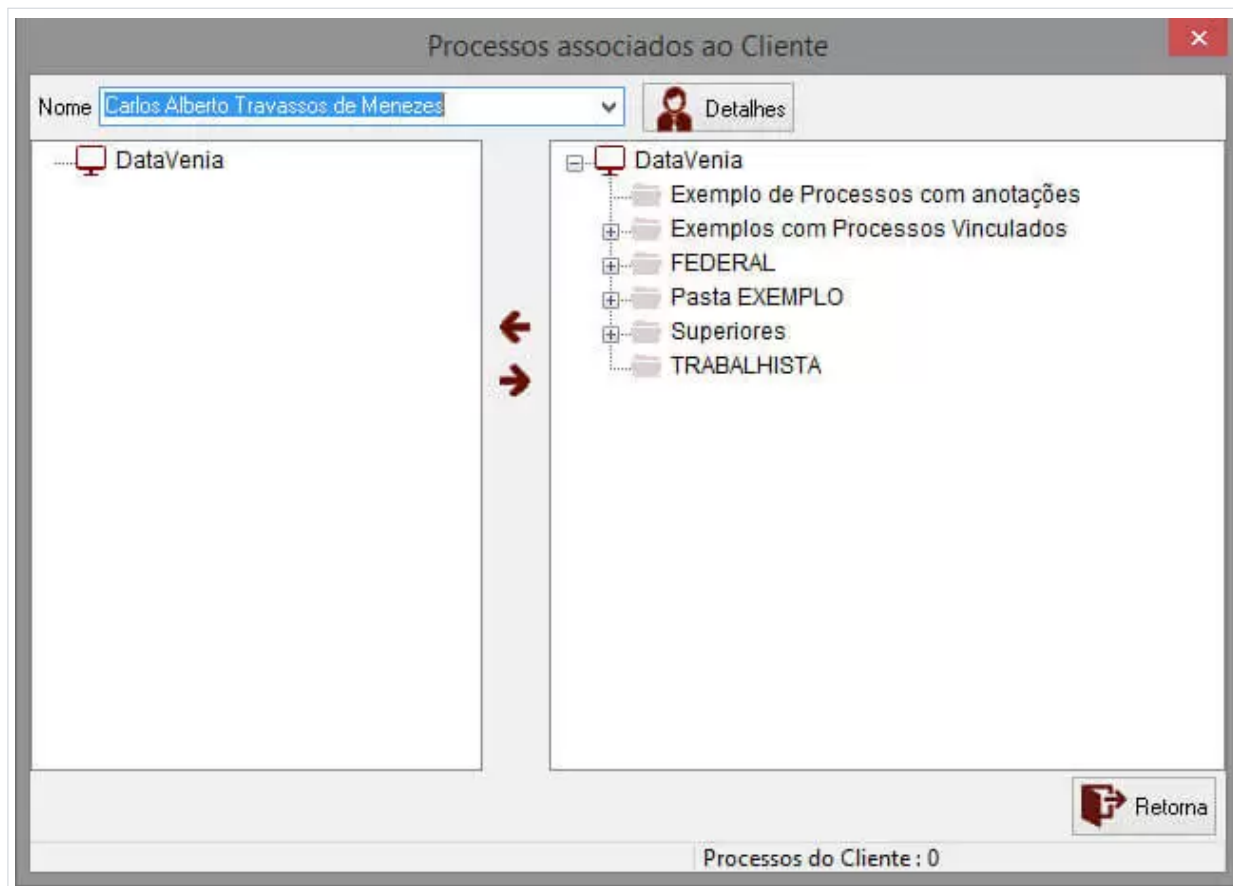 Processos associados ao Cliente
Nome Carlos Alberto Travassos de Menezes Detalhes
DataVenia
DataVenia
Exemplo de Processos com anotações
Exemplos com Processos Vinculados
FEDERAL
Pasta EXEMPLO
Superiores
TRABALHISTA
Retorna
Processos do Cliente : 0